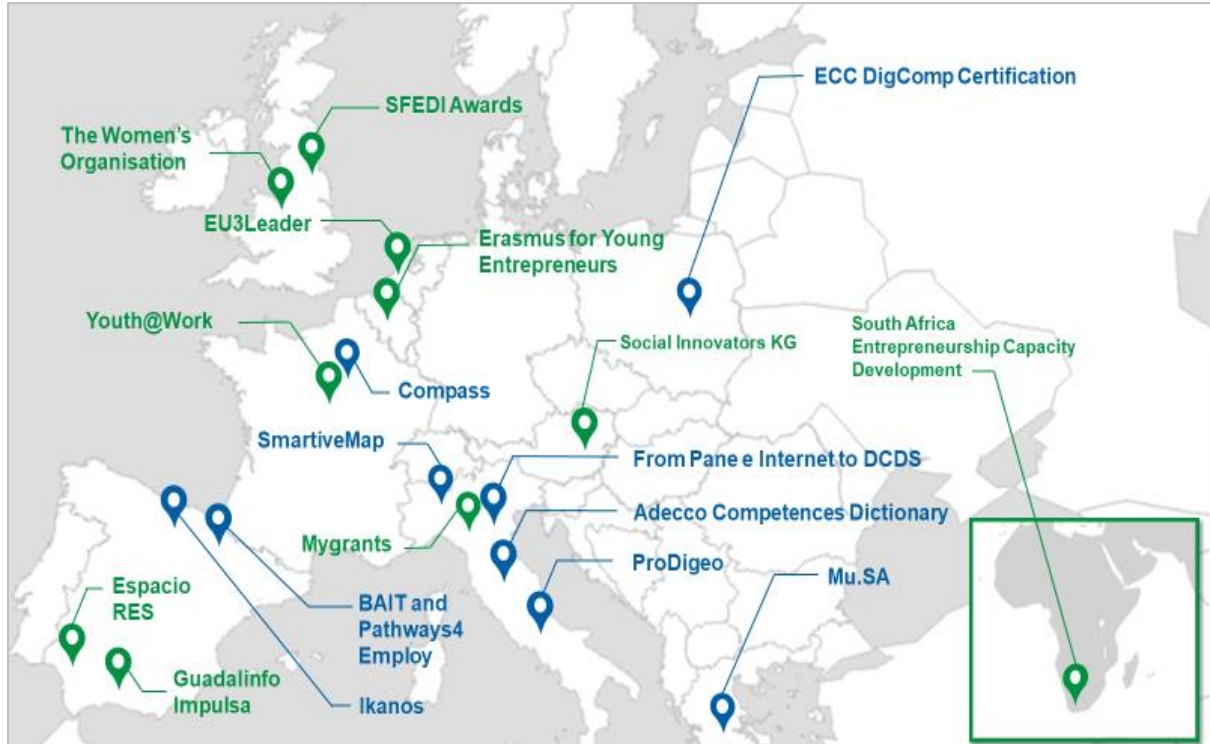 ECC DigComp Certification
SFEDI Awards
The Women's
Organisation
EU3Leader
Erasmus for Young
Entrepreneurs
Youth@Work
Social Innovators KG
South Africa
Entrepreneurship Capacity
Development
Compass
SmartiveMap
From Pane e Internet to DCDS
Adecco Competences Dictionary
Mygrants
ProDigeo
Mu.SA
Espacio
RES
BAIT and
Pathways4
Employ
Guadalinfo
Impulsa
Ikanos